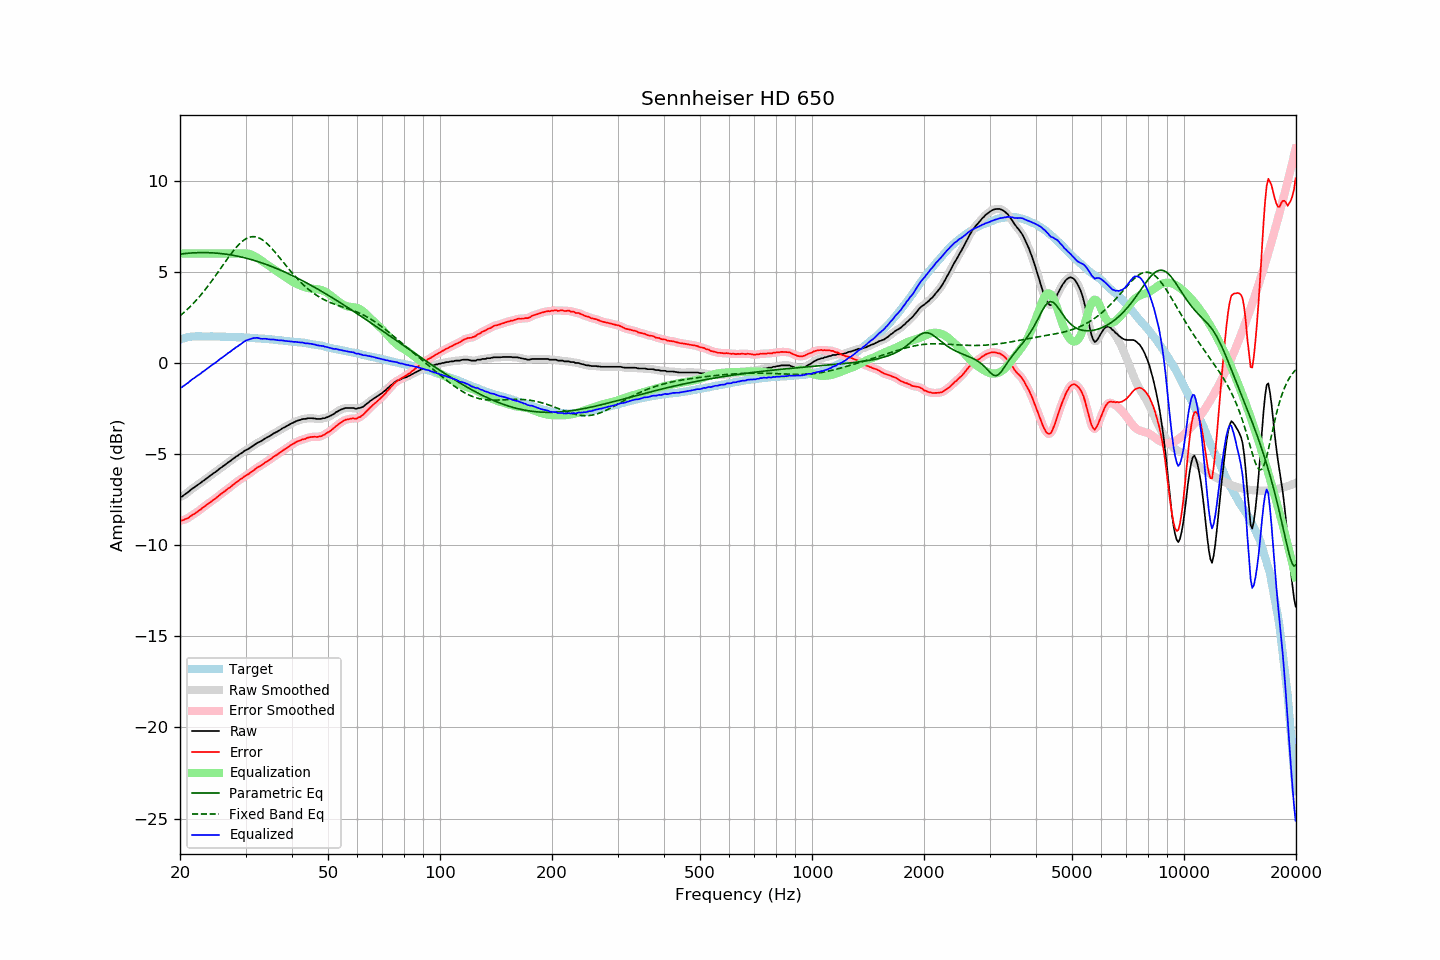 Sennheiser HD 650
Amplitude (dBr)
10
5
0
−5
−10
−15
−20
−25
Target
Raw Smoothed
Error Smoothed
Raw
Error
Equalization
Parametric Eq
Fixed Band Eq
Equalized
20 50 100 200 500 1000 2000 5000 10000 20000
Frequency (Hz)